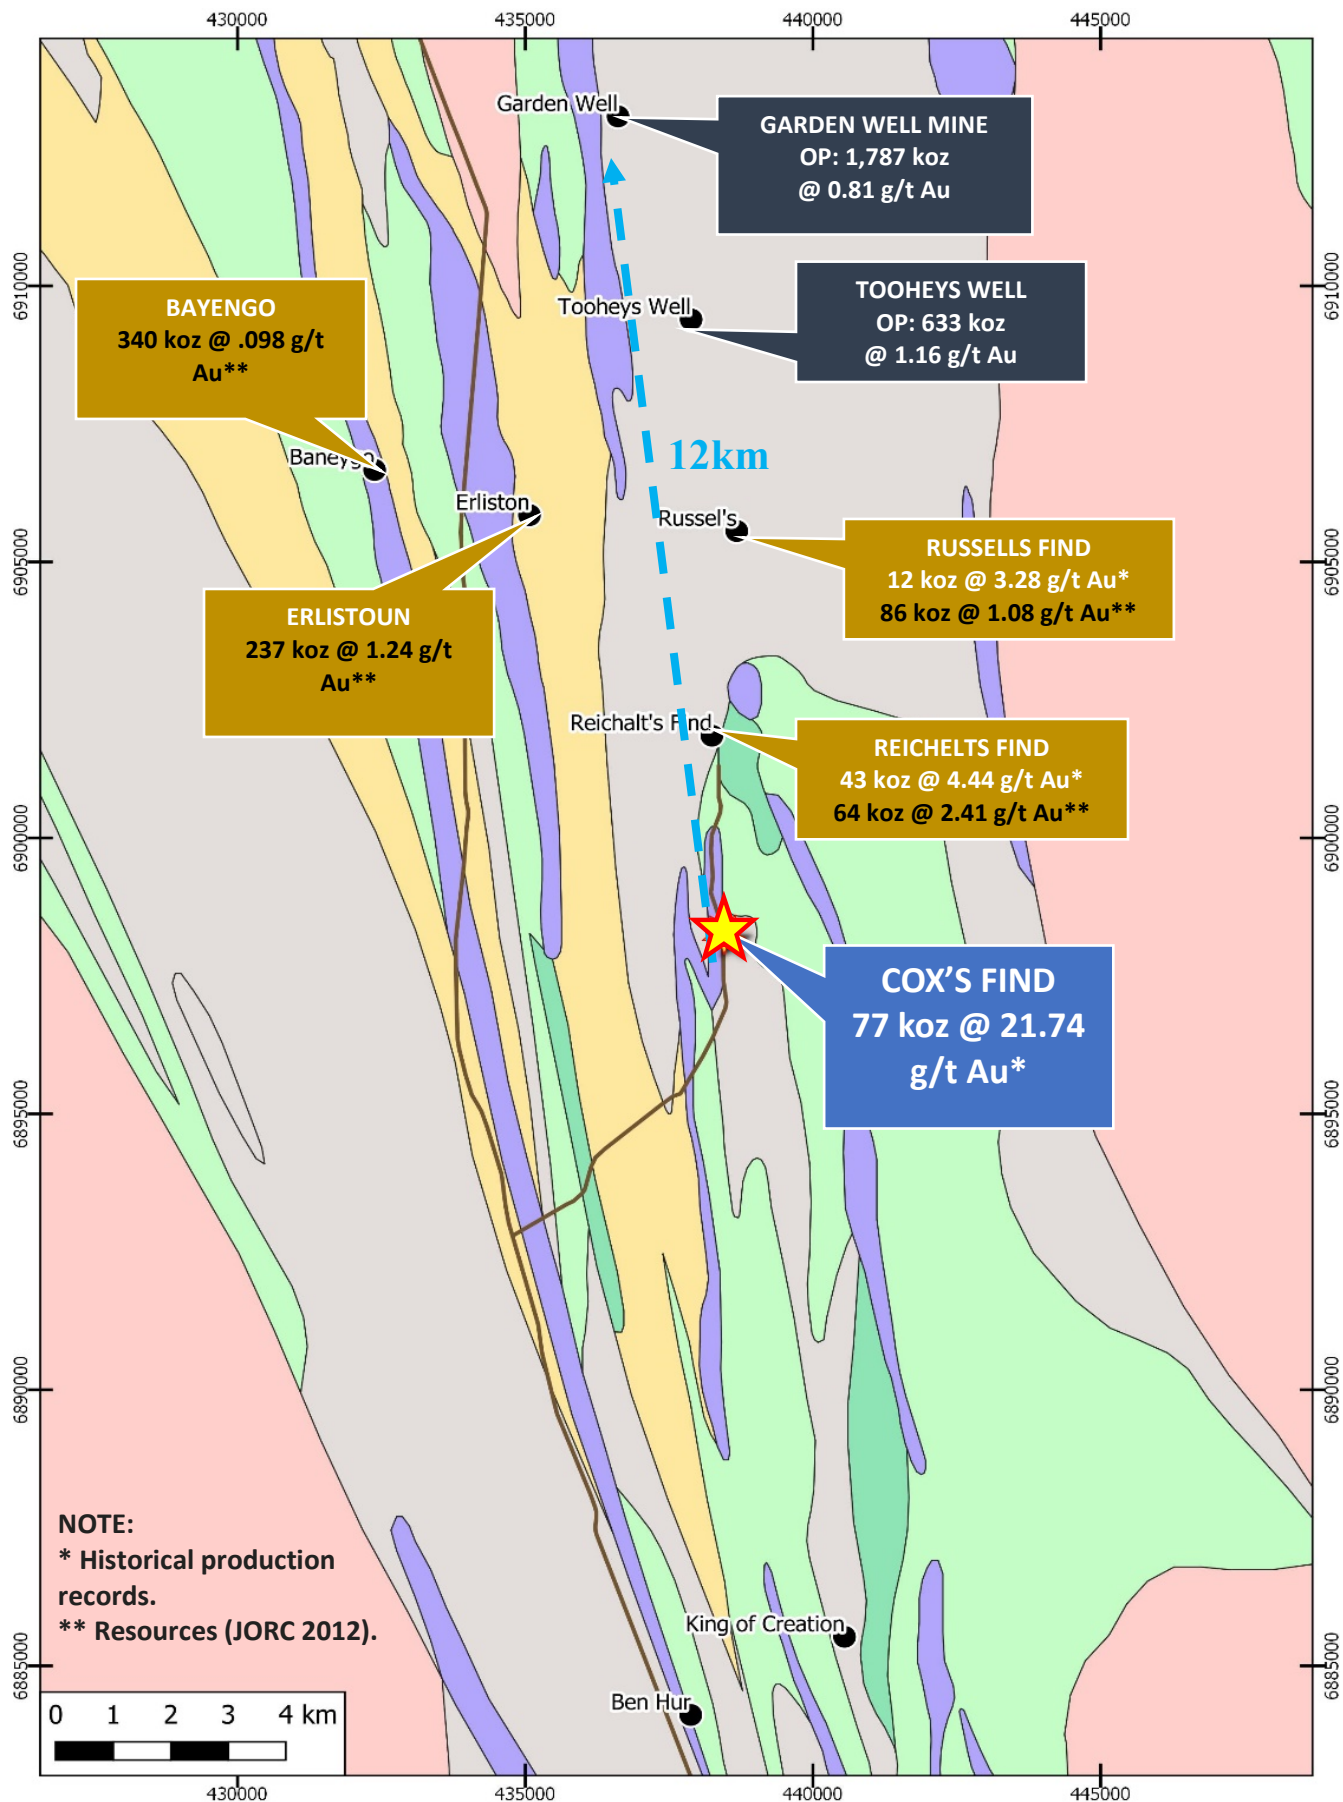 430000
435000
440000
445000
Garden Well
GARDEN WELL MINE
OP: 1,787 koz
@ 0.81 g/t Au
6910000
6910000
TOOHEYS WELL
OP: 633 koz
@ 1.16 g/t Au
Tooheys Well
BAYENGO
340 koz @ .098 g/t
Au**
12km
Baneygo
Erliston
Russel's
RUSSELLS FIND
12 koz @ 3.28 g/t Au*
86 koz @ 1.08 g/t Au**
6905000
6905000
ERLISTOUN
237 koz @ 1.24 g/t
Au**
Reichalt's Find
REICHELTS FIND
43 koz @ 4.44 g/t Au*
64 koz @ 2.41 g/t Au**
6900000
6900000
COX’S FIND
77 koz @ 21.74
g/t Au*
6895000
6895000
6890000
6890000
NOTE:
* Historical production
records.
** Resources (JORC 2012).
King of Creation
6885000
6885000
Ben Hur
0 1 2 3 4 km
430000
435000
440000
445000